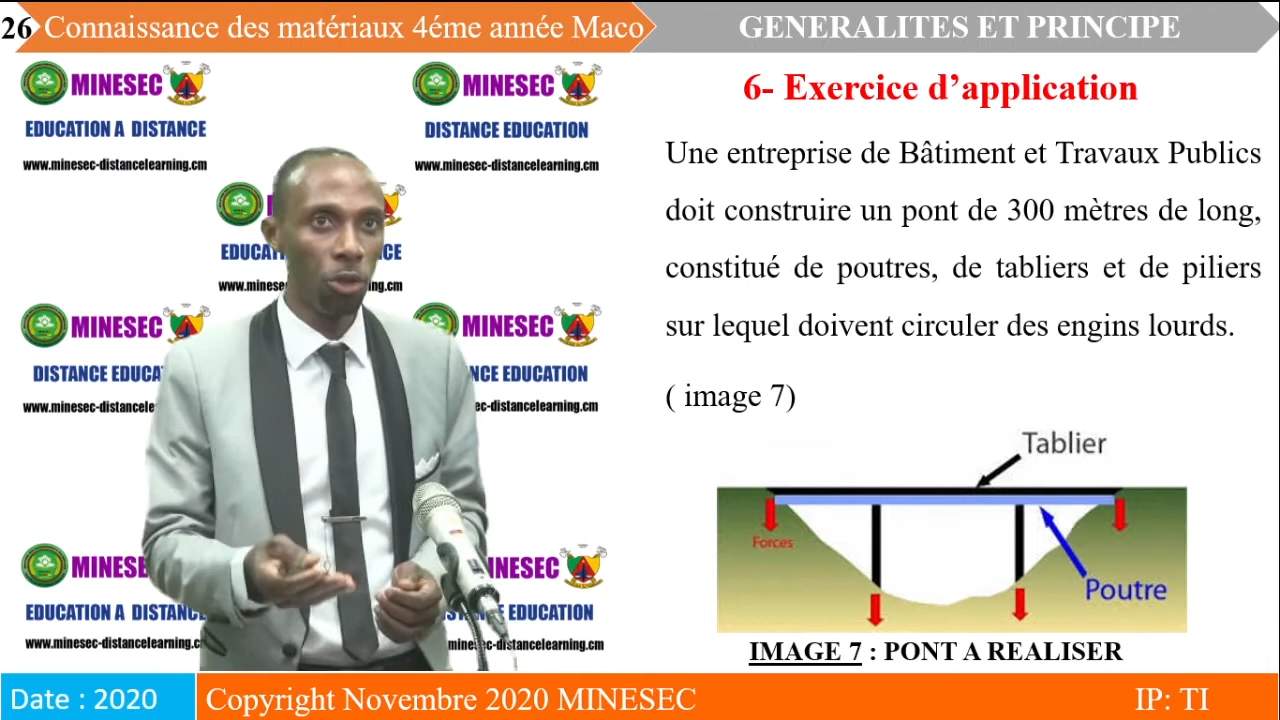 26 Connaissance des matériaux 4éme année Maco
GENERALITES ET PRINCIPE
MINESEC
EDUCATION A DISTANCE
www.minesec-distancelearning.cm
MINESEC
DISTANCE EDUCATION
www.minesec-distancelearning.cm
MINESEC
DISTANCE
MINESEC
EDUCATION
MINESEC
EDUCATION A
EDUCATION
6- Exercice d’application
Une entreprise de Bâtiment et Travaux Publics
doit construire un pont de 300 mètres de long,
constitué de poutres, de tabliers et de piliers
sur lequel doivent circuler des engins lourds.
( image 7)
Tablier
Forces
Poutre
IMAGE 7 : PONT A REALISER
Date : 2020
Copyright Novembre 2020 MINESEC
IP: TI